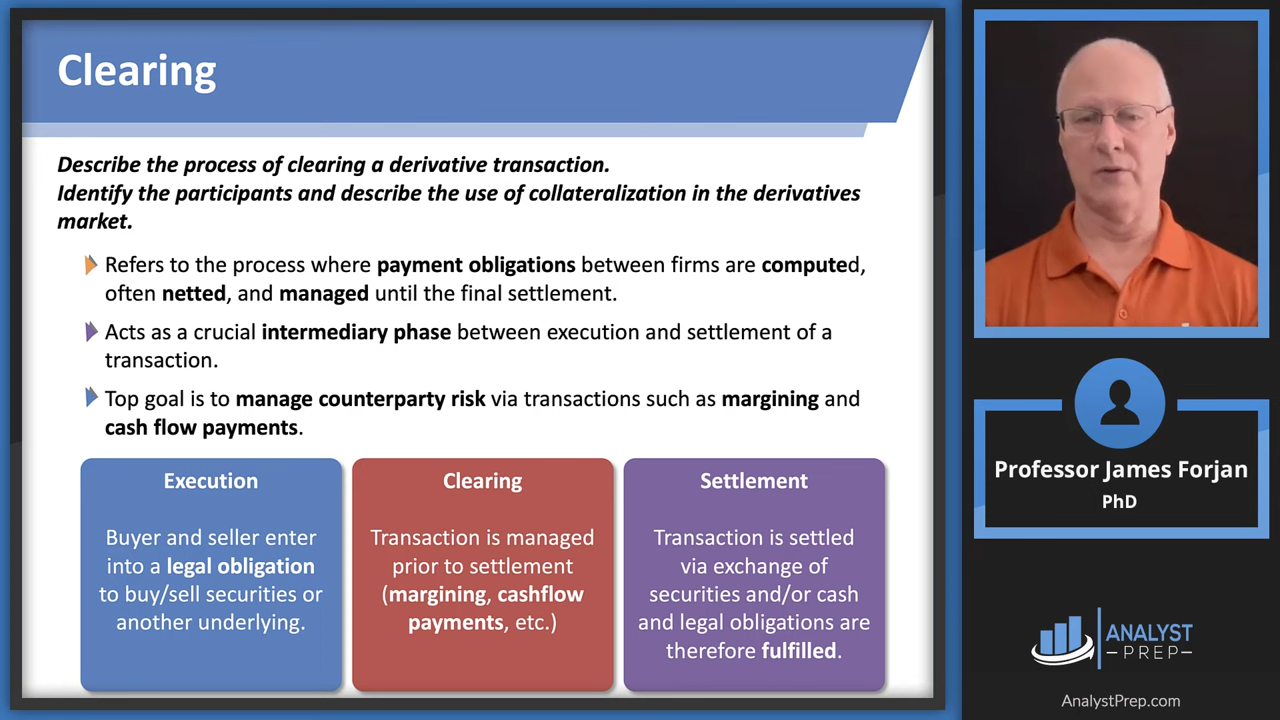 Clearing
Describe the process of clearing a derivative transaction.
Identify the participants and describe the use of collateralization in the derivatives
market.
Refers to the process where payment obligations between firms are computed,
often netted, and managed until the final settlement.
Acts as a crucial intermediary phase between execution and settlement of a
transaction.
Top goal is to manage counterparty risk via transactions such as margining and
cash flow payments.
Execution
Buyer and seller enter
into a legal obligation
to buy/sell securities or
another underlying.
Clearing
Transaction is managed
prior to settlement
(margining, cashflow
payments, etc.)
Settlement
Transaction is settled
via exchange of
securities and/or cash
and legal obligations are
therefore fulfilled.
Professor James Forjan
PhD
ANALYST
—PREP—
AnalystPrep.com